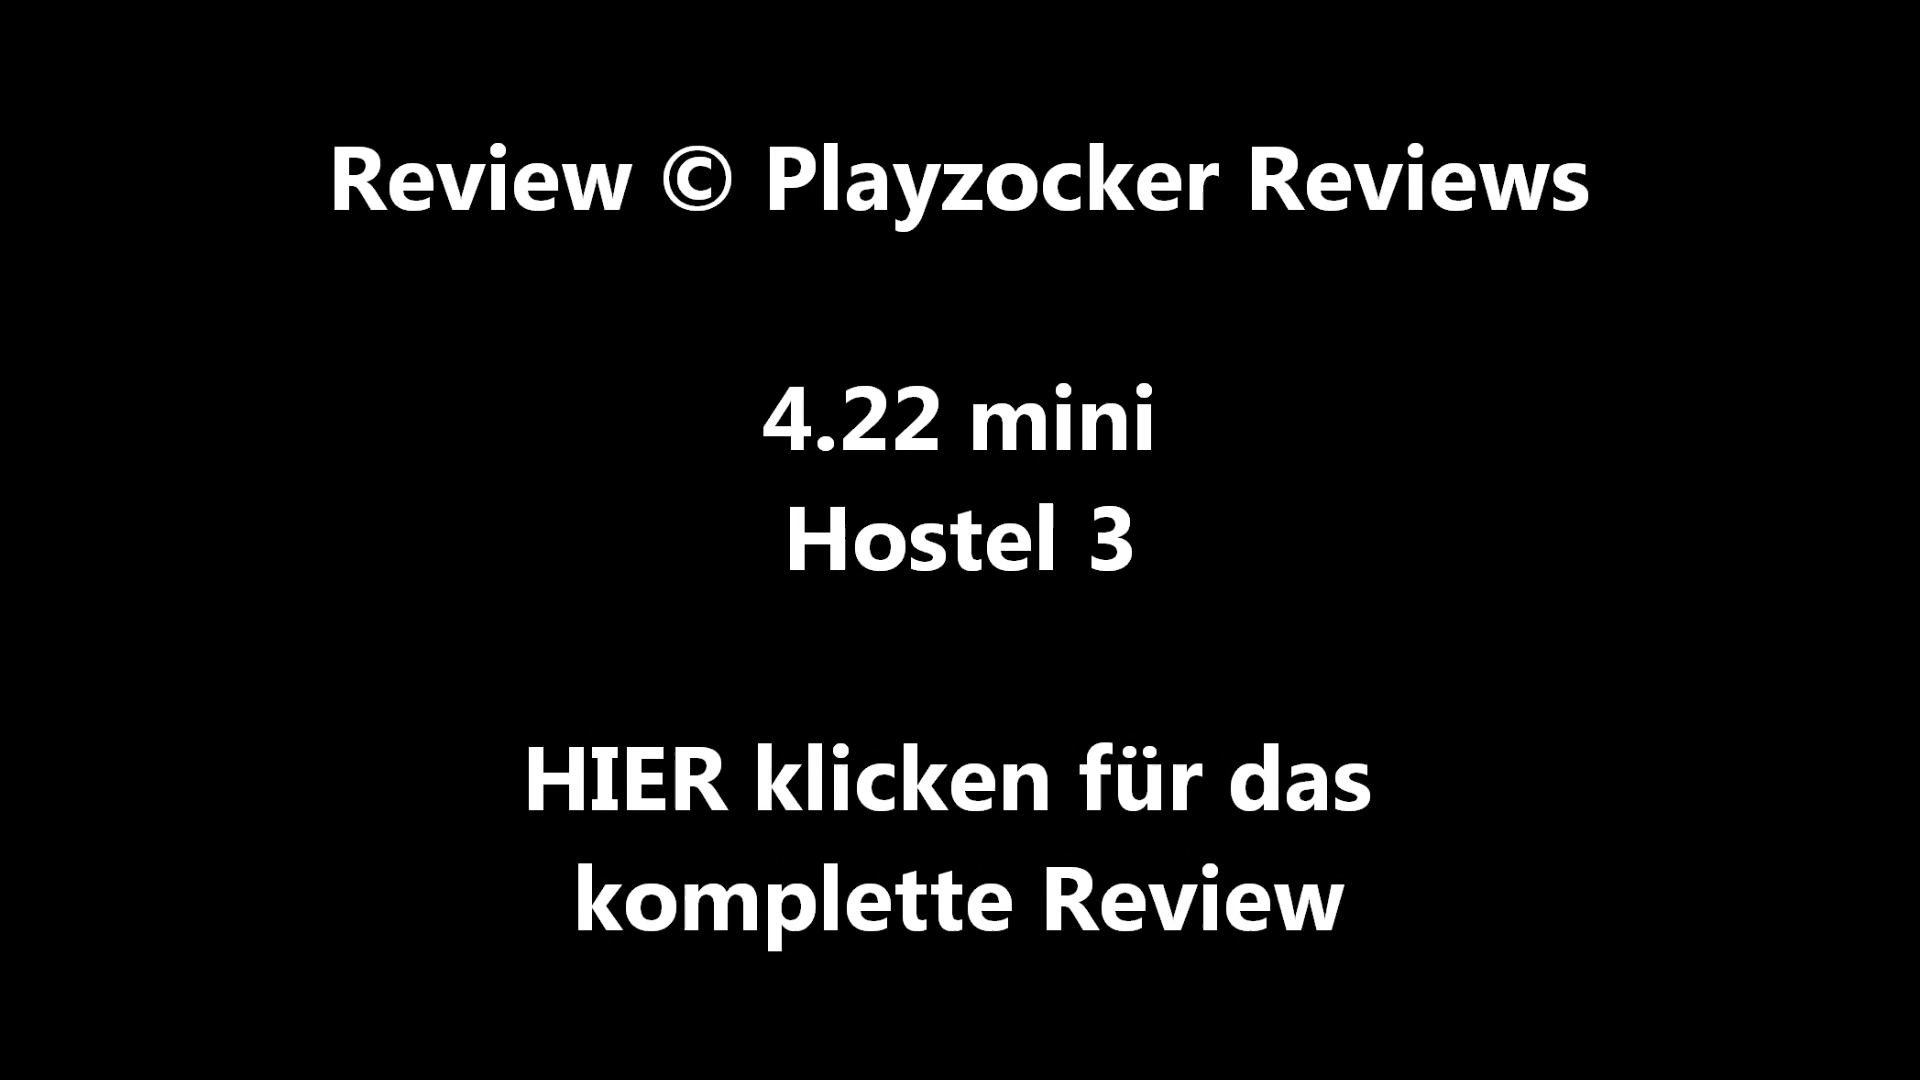 Review © Playzocker Reviews
4.22 mini
Hostel 3
HIER klicken für das
komplette Review